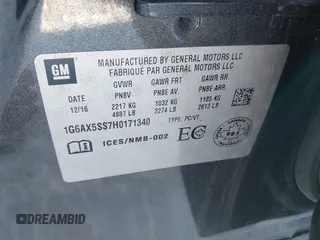 GM
MANUFACTURED BY GENERAL MOTORS LLC
FABRIQUÉ PAR GENERAL MOTORS LLC
GVWR GAWR FRT GAWR RR
PNBV PNBE AV. PNBE ARR.
12/16 2217 KG 1032 KG 1185 KG
4887 LB 2274 LB 2613 LB
1G6AX5SS7H0171340 TYPE: PC/VT
ICES/NMB-002
DREAMBID